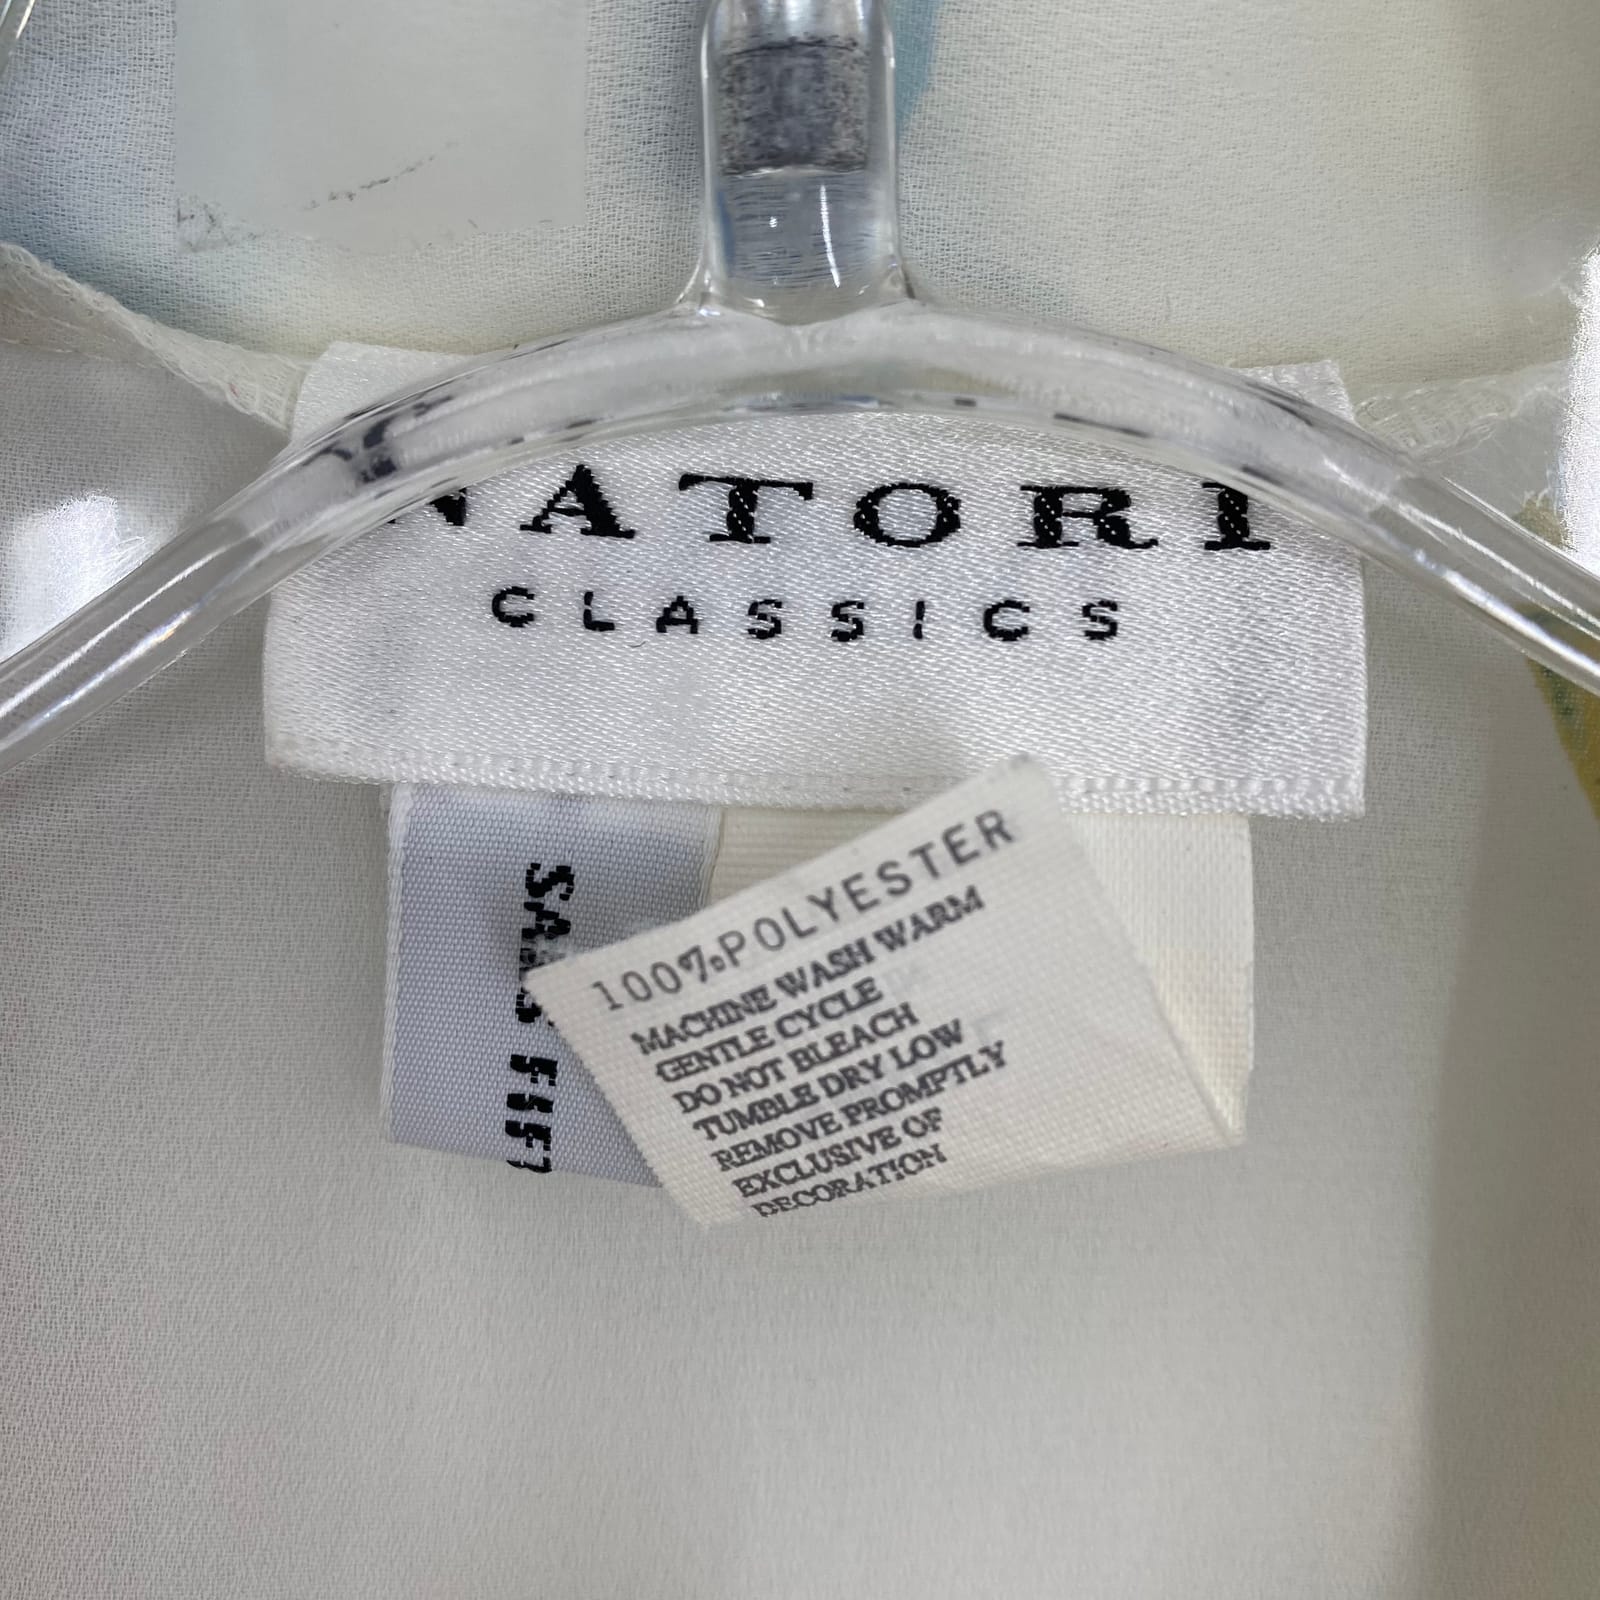 NATORI
CLASSICS
100% POLYESTER
MACHINE WASH WARM
GENTLE CYCLE
DO NOT BLEACH
TUMBLE DRY LOW
REMOVE PROMPTLY
EXCLUSIVE OF
DECORATION